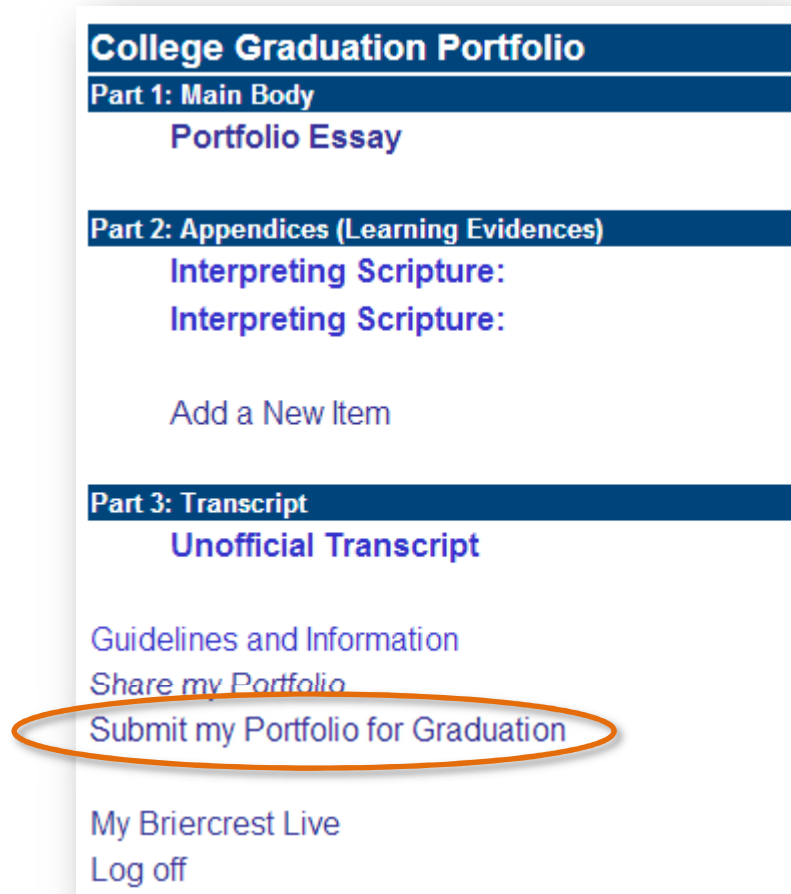 College Graduation Portfolio
Part 1: Main Body
Portfolio Essay
Part 2: Appendices (Learning Evidences)
Interpreting Scripture:
Interpreting Scripture:
Add a New Item
Part 3: Transcript
Unofficial Transcript
Guidelines and Information
Share my Portfolio
Submit my Portfolio for Graduation
My Briercrest Live
Log off